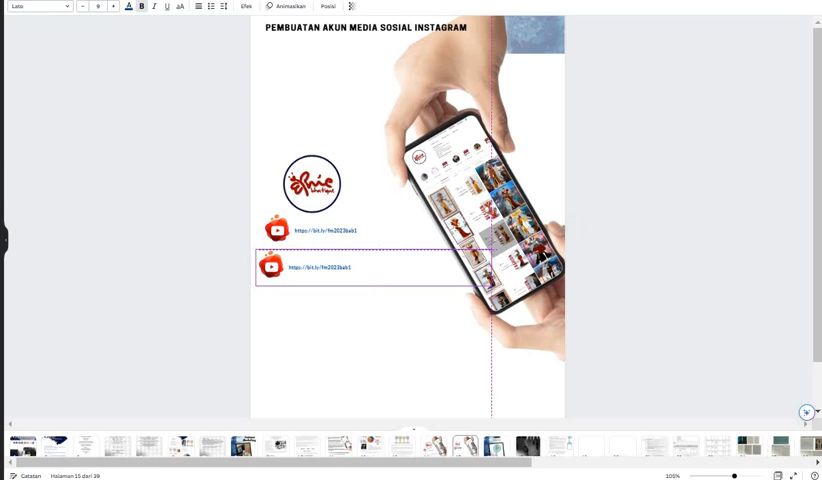 Lato
9
B
I
U
aA
Efek
Animasikan
Posisi
PEMBUATAN AKUN MEDIA SOSIAL INSTAGRAM
boutique
https://bit.ly/fm2023bab1
https://bit.ly/fm2023bab1
Catatan
Halaman 15 dari 39
105%